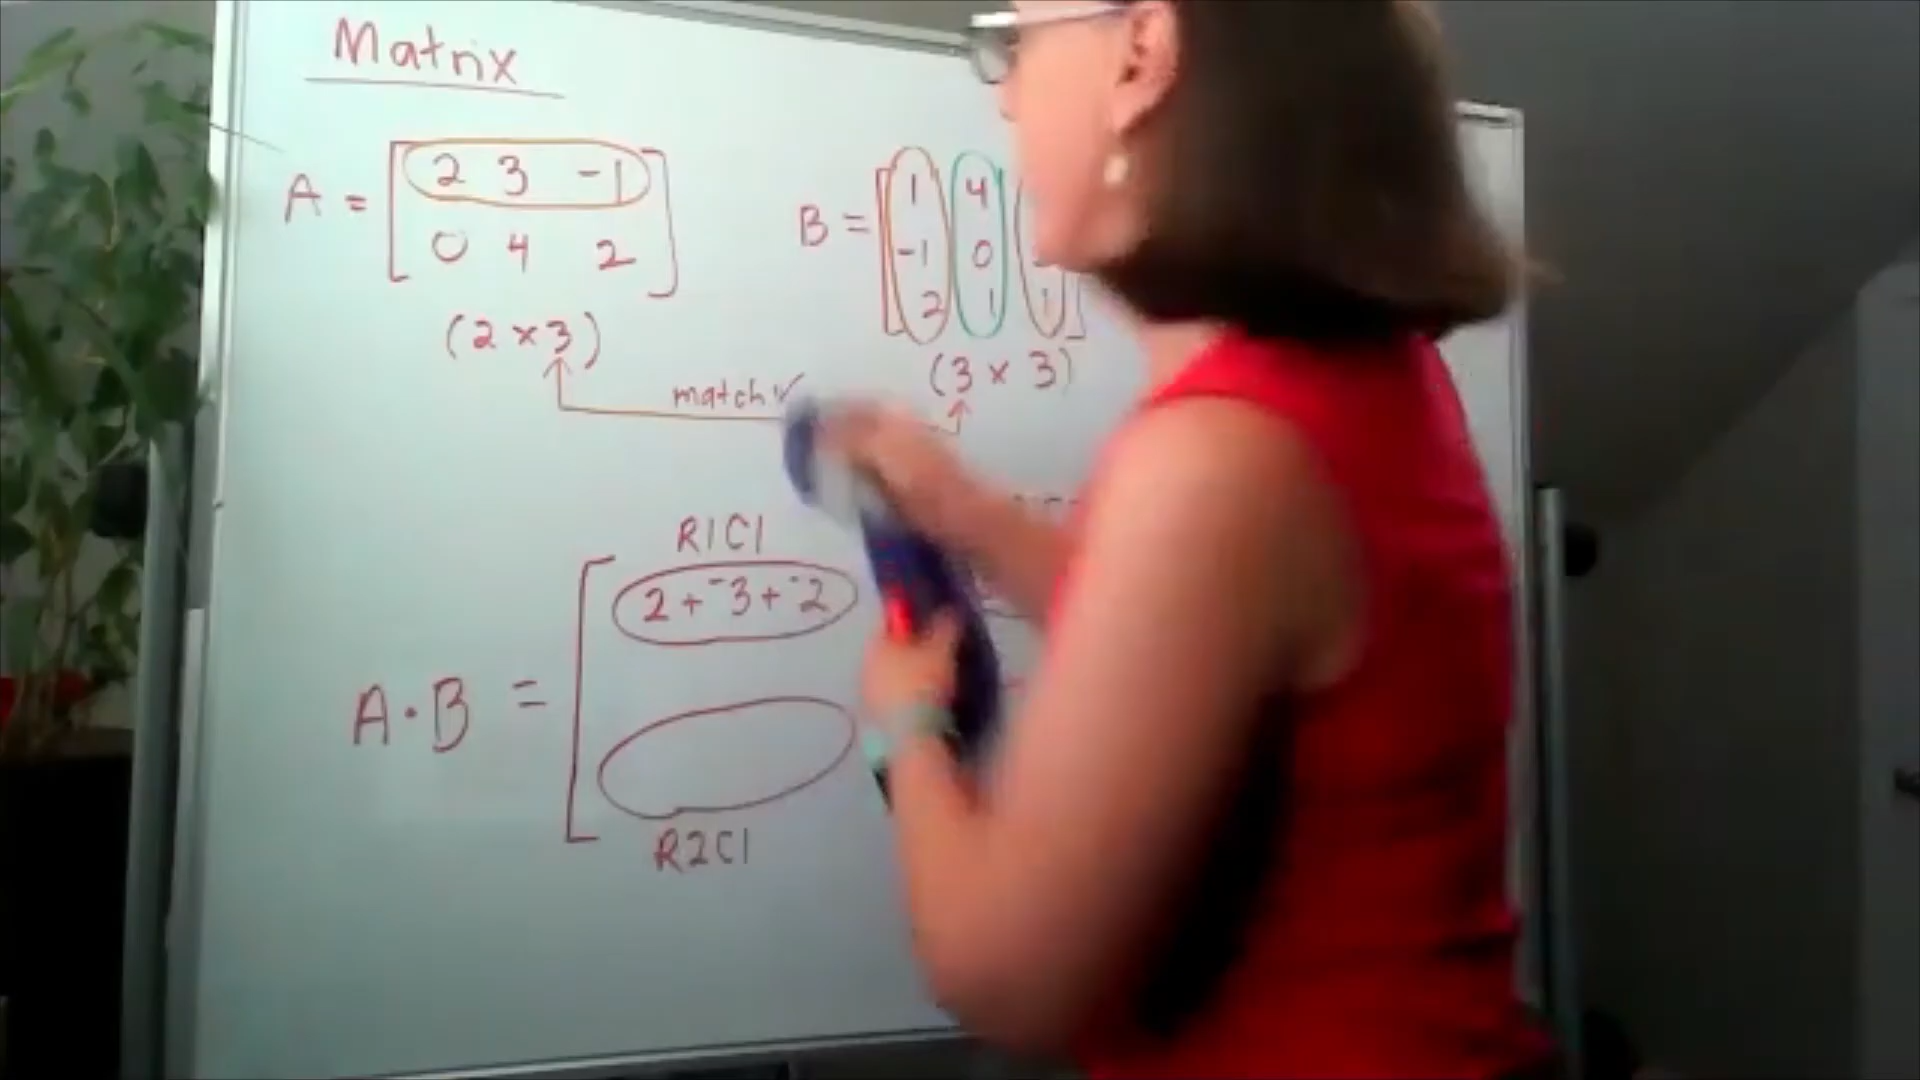 Matrix
A = [ 2 3 -1
0 4 2 ]
(2 x 3)
B = [ 1 4
-1 0
2 1 1 ]
(3 x 3)
match ✓
R1C1
2 + -3 + -2
A · B = [
R2C1